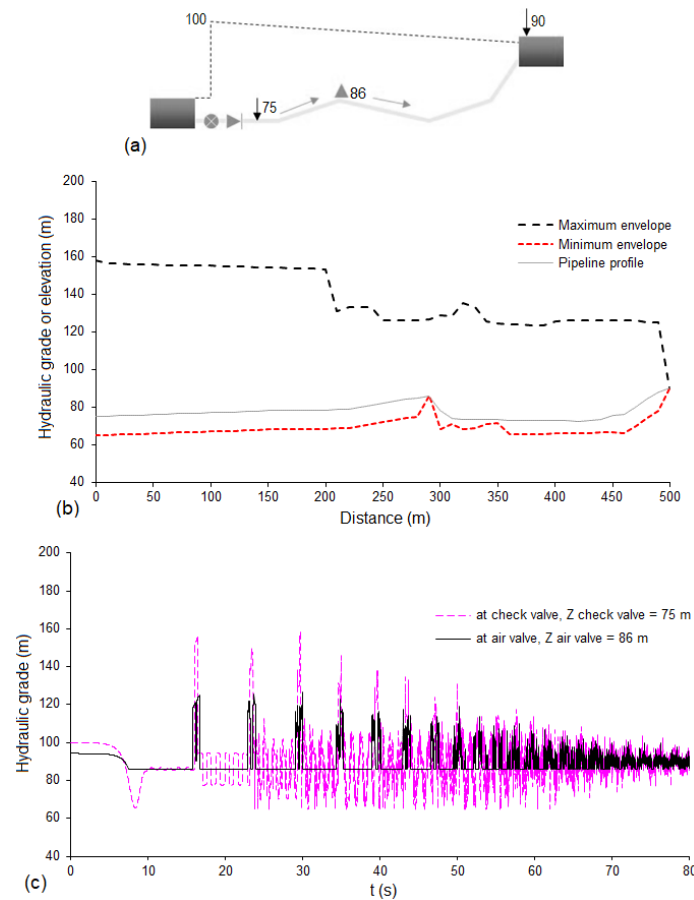 100
90
75
86
(a)
200
180
160
140
120
100
80
60
40
Hydraulic grade or elevation (m)
Maximum envelope
Minimum envelope
Pipeline profile
0 50 100 150 200 250 300 350 400 450 500
Distance (m)
(b)
200
180
160
140
120
100
80
60
40
Hydraulic grade (m)
at check valve, Z check valve = 75 m
at air valve, Z air valve = 86 m
0 10 20 30 40 50 60 70 80
t (s)
(c)